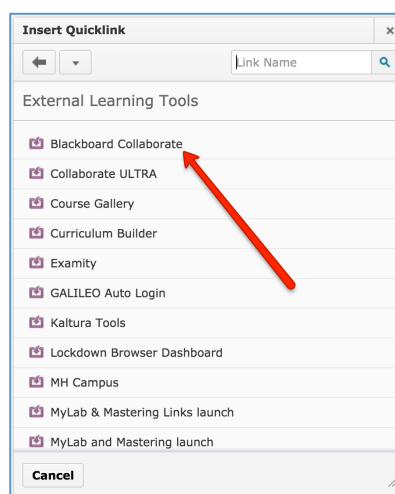 Insert Quicklink
Link Name
External Learning Tools
Blackboard Collaborate
Collaborate ULTRA
Course Gallery
Curriculum Builder
Examity
GALILEO Auto Login
Kaltura Tools
Lockdown Browser Dashboard
MH Campus
MyLab & Mastering Links launch
MyLab and Mastering launch
Cancel